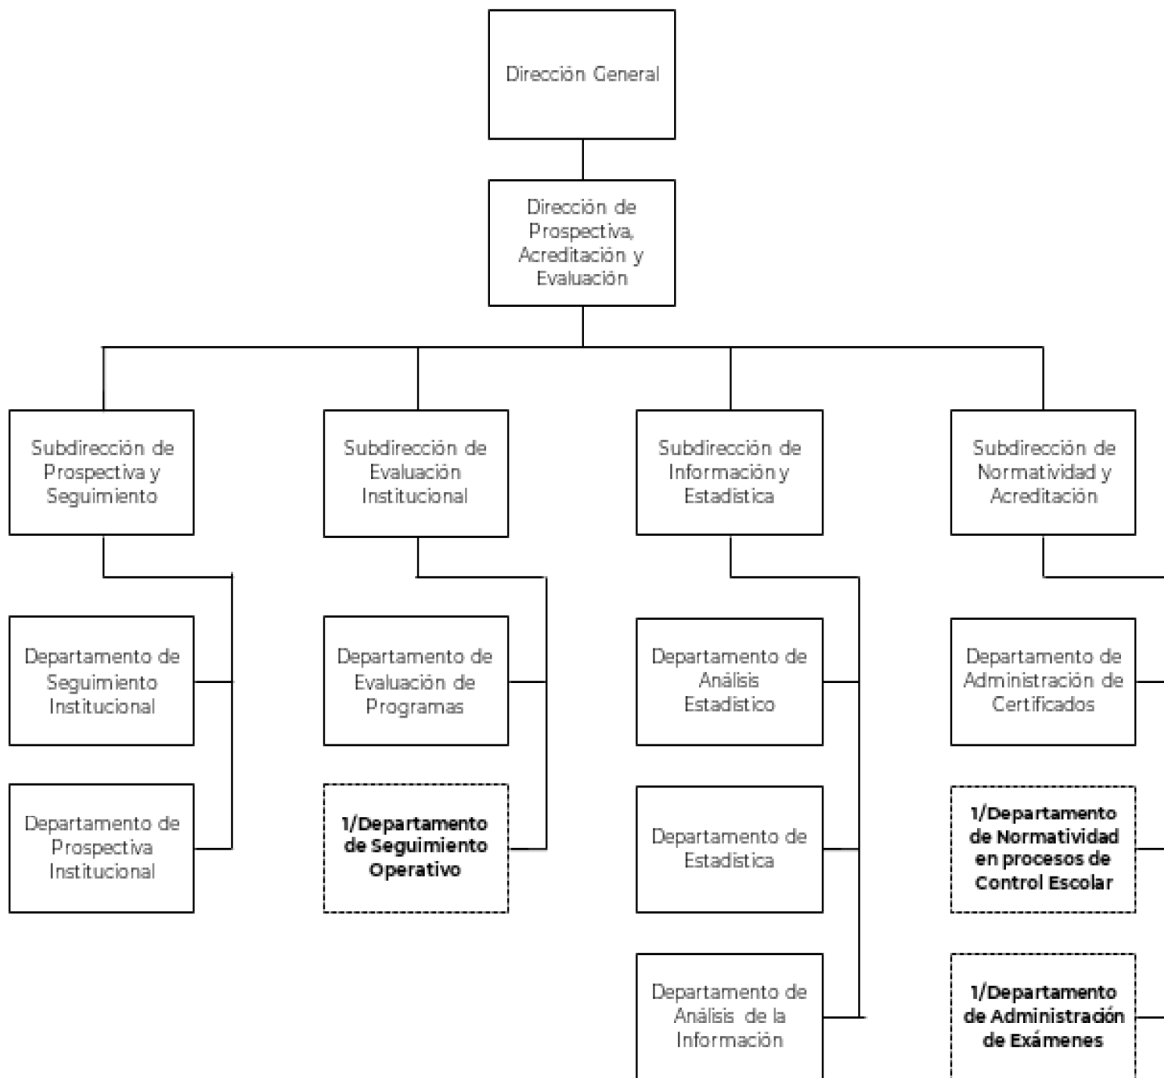 Dirección General
Dirección de
Prospectiva,
Acreditación y
Evaluación
Subdirección de
Prospectiva y
Seguimiento
Subdirección de
Evaluación
Institucional
Subdirección de
Información y
Estadística
Subdirección de
Normatividad y
Acreditación
Departamento de
Seguimiento
Institucional
Departamento de
Evaluación de
Programas
Departamento de
Análisis
Estadístico
Departamento de
Administración de
Certificados
Departamento de
Prospectiva
Institucional
1/Departamento
de Seguimiento
Operativo
Departamento de
Estadística
1/Departamento
de Normatividad
en procesos de
Control Escolar
Departamento de
Análisis de la
Información
1/Departamento
de Administración
de Exámenes